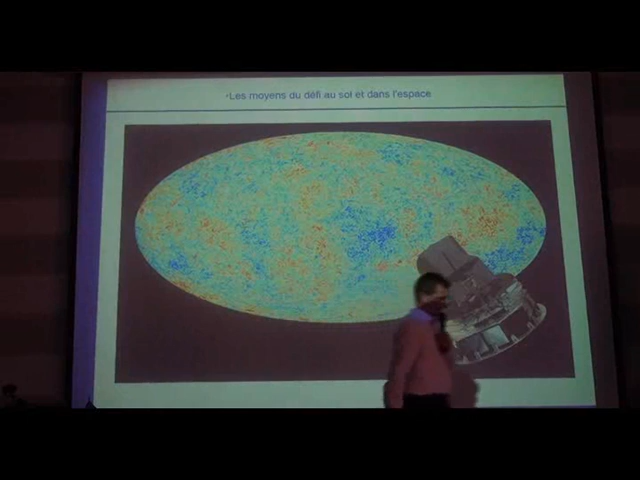 •Les moyens du défi au sol et dans l'espace